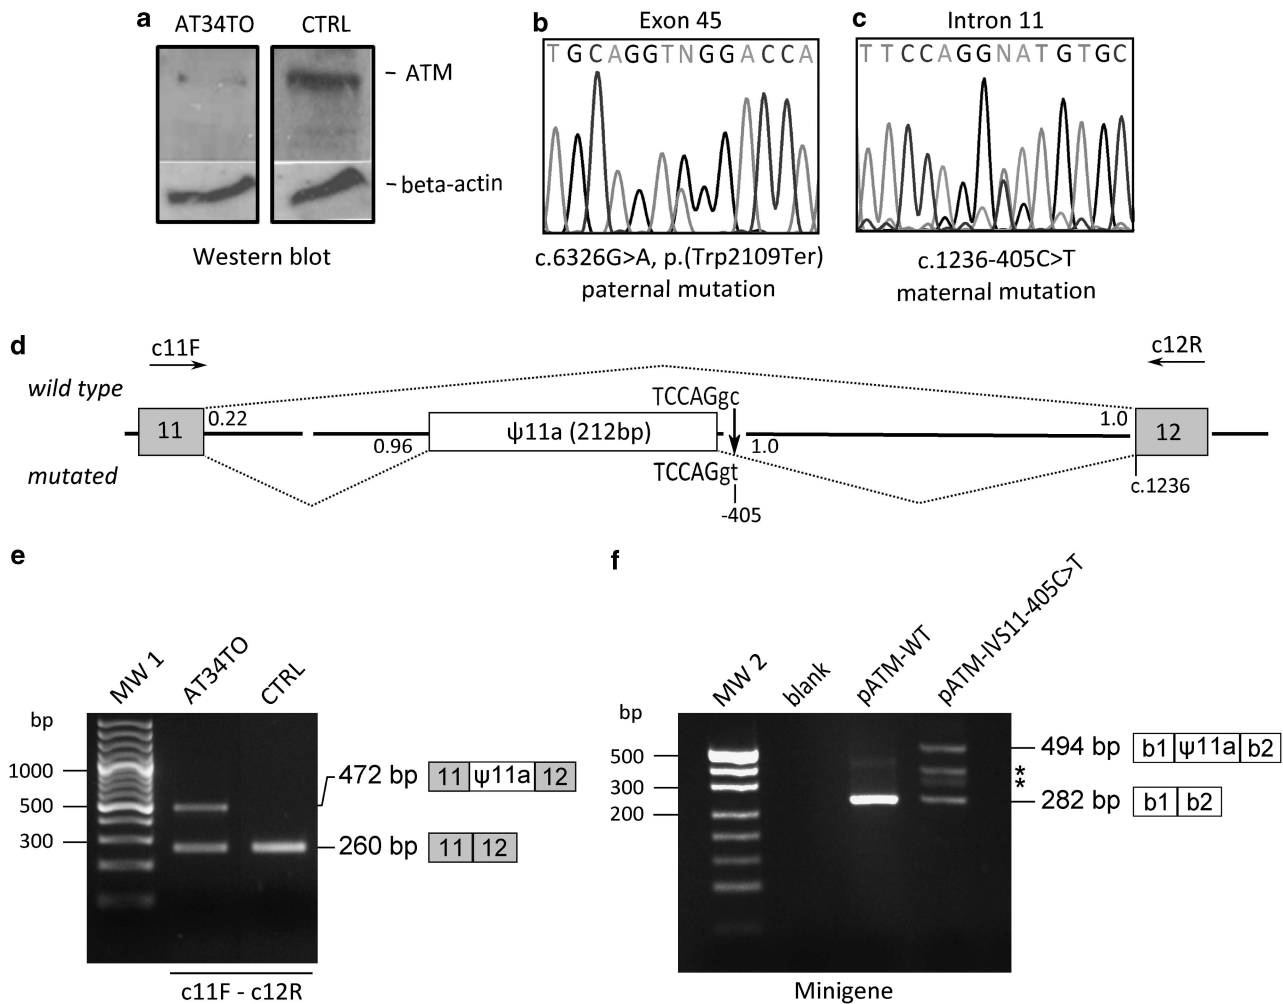 a
AT34TO CTRL
– ATM
– beta-actin
Western blot
b
Exon 45
T G C A G G T N G G A C C A
c.6326G>A, p.(Trp2109Ter)
paternal mutation
c
Intron 11
T T C C A G G N A T G T G C
c.1236-405C>T
maternal mutation
d
c11F
c12R
wild type
TCCAGgc
11
0.22
0.96
ψ11a (212bp)
1.0
1.0
12
mutated
TCCAGgt
-405
c.1236
e
MW 1
AT34TO
CTRL
bp
1000
500
300
472 bp 11 ψ11a 12
260 bp 11 12
c11F - c12R
f
MW 2
blank
pATM-WT
pATM-IVS11-405C>T
bp
500
300
200
494 bp b1 ψ11a b2
*
*
282 bp b1 b2
Minigene